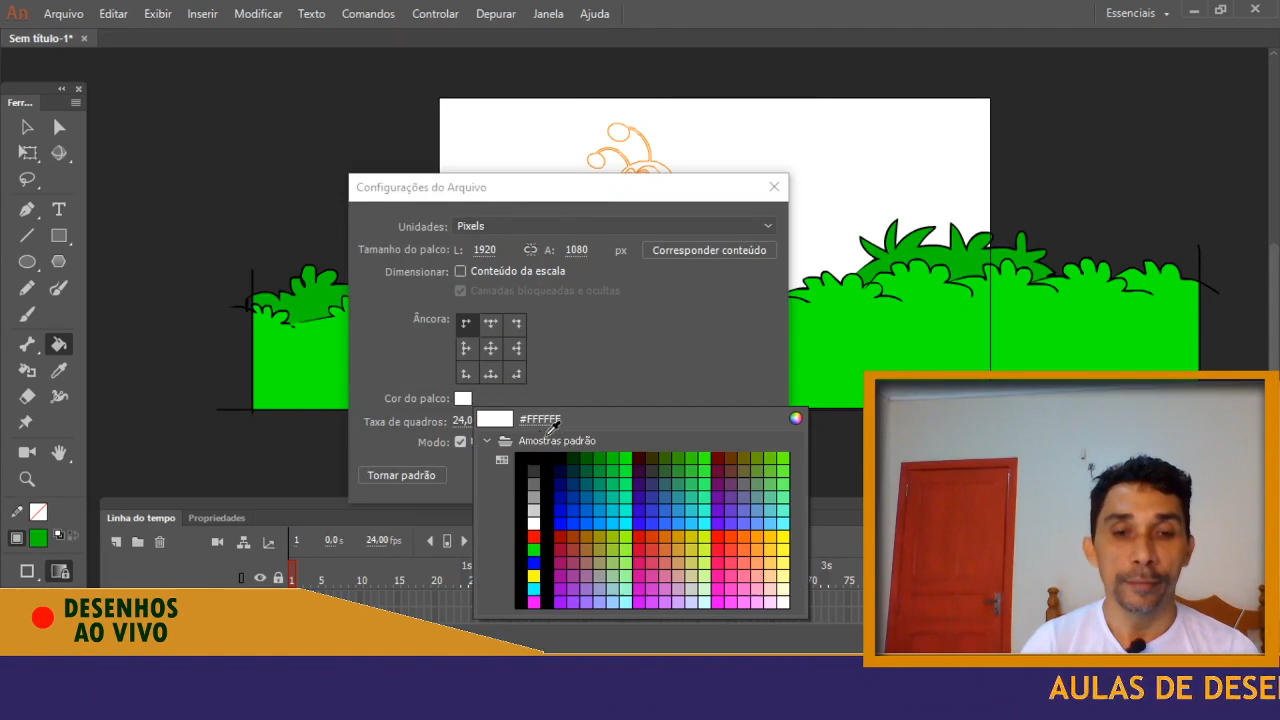 An Arquivo Editar Exibir Inserir Modificar Texto Comandos Controlar Depurar Janela Ajuda Essenciais
Sem título-1*
Ferr...
Configurações do Arquivo
Unidades: Pixels
Tamanho do palco: L: 1920 A: 1080 px Corresponder conteúdo
Dimensionar: Conteúdo da escala
Camadas bloqueadas e ocultas
Âncora:
Cor do palco:
#FFFFFF
Taxa de quadros: 24,0
Modo:
Amostras padrão
Tornar padrão
Linha do tempo Propriedades
1 0,0 s 24,00 fps
1s 3s
1 5 10 15 20 70 75
DESENHOS
AO VIVO
AULAS DE DESE